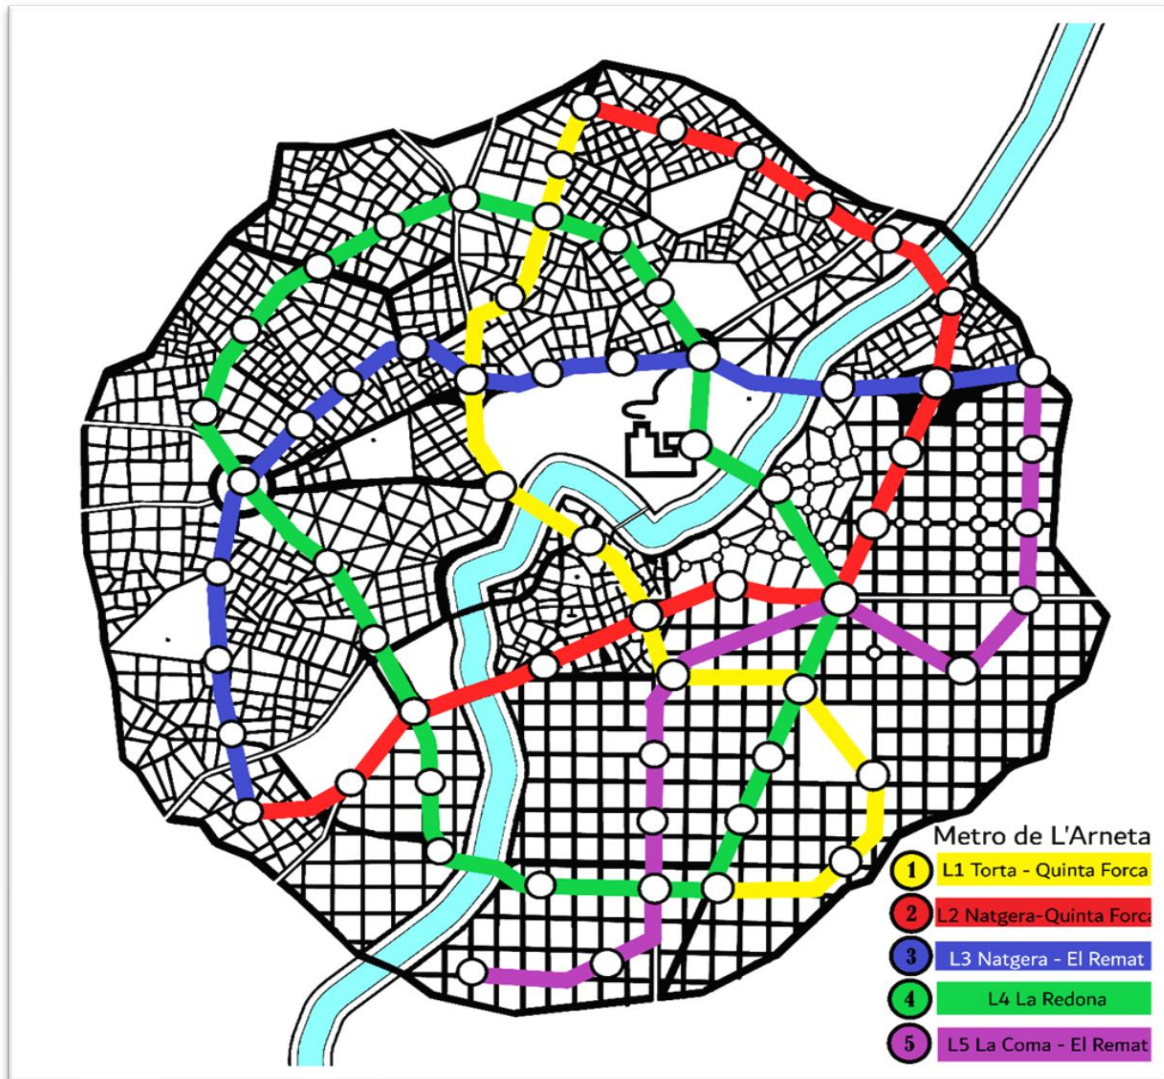 Metro de L'Arneta
1 L1 Torta - Quinta Forca
2 L2 Natgera-Quinta Forca
3 L3 Natgera - El Remat
4 L4 La Redona
5 L5 La Coma - El Remat